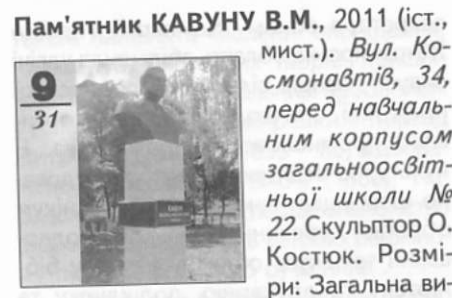 Пам'ятник КАВУНУ В.М., 2011 (іст.,
мист.). Вул. Ко-
смонавтів, 34,
перед навчаль-
ним корпусом
загальноосвіт-
ньої школи №
22. Скульптор О.
Костюк. Розмі-
ри: Загальна ви-
9
31